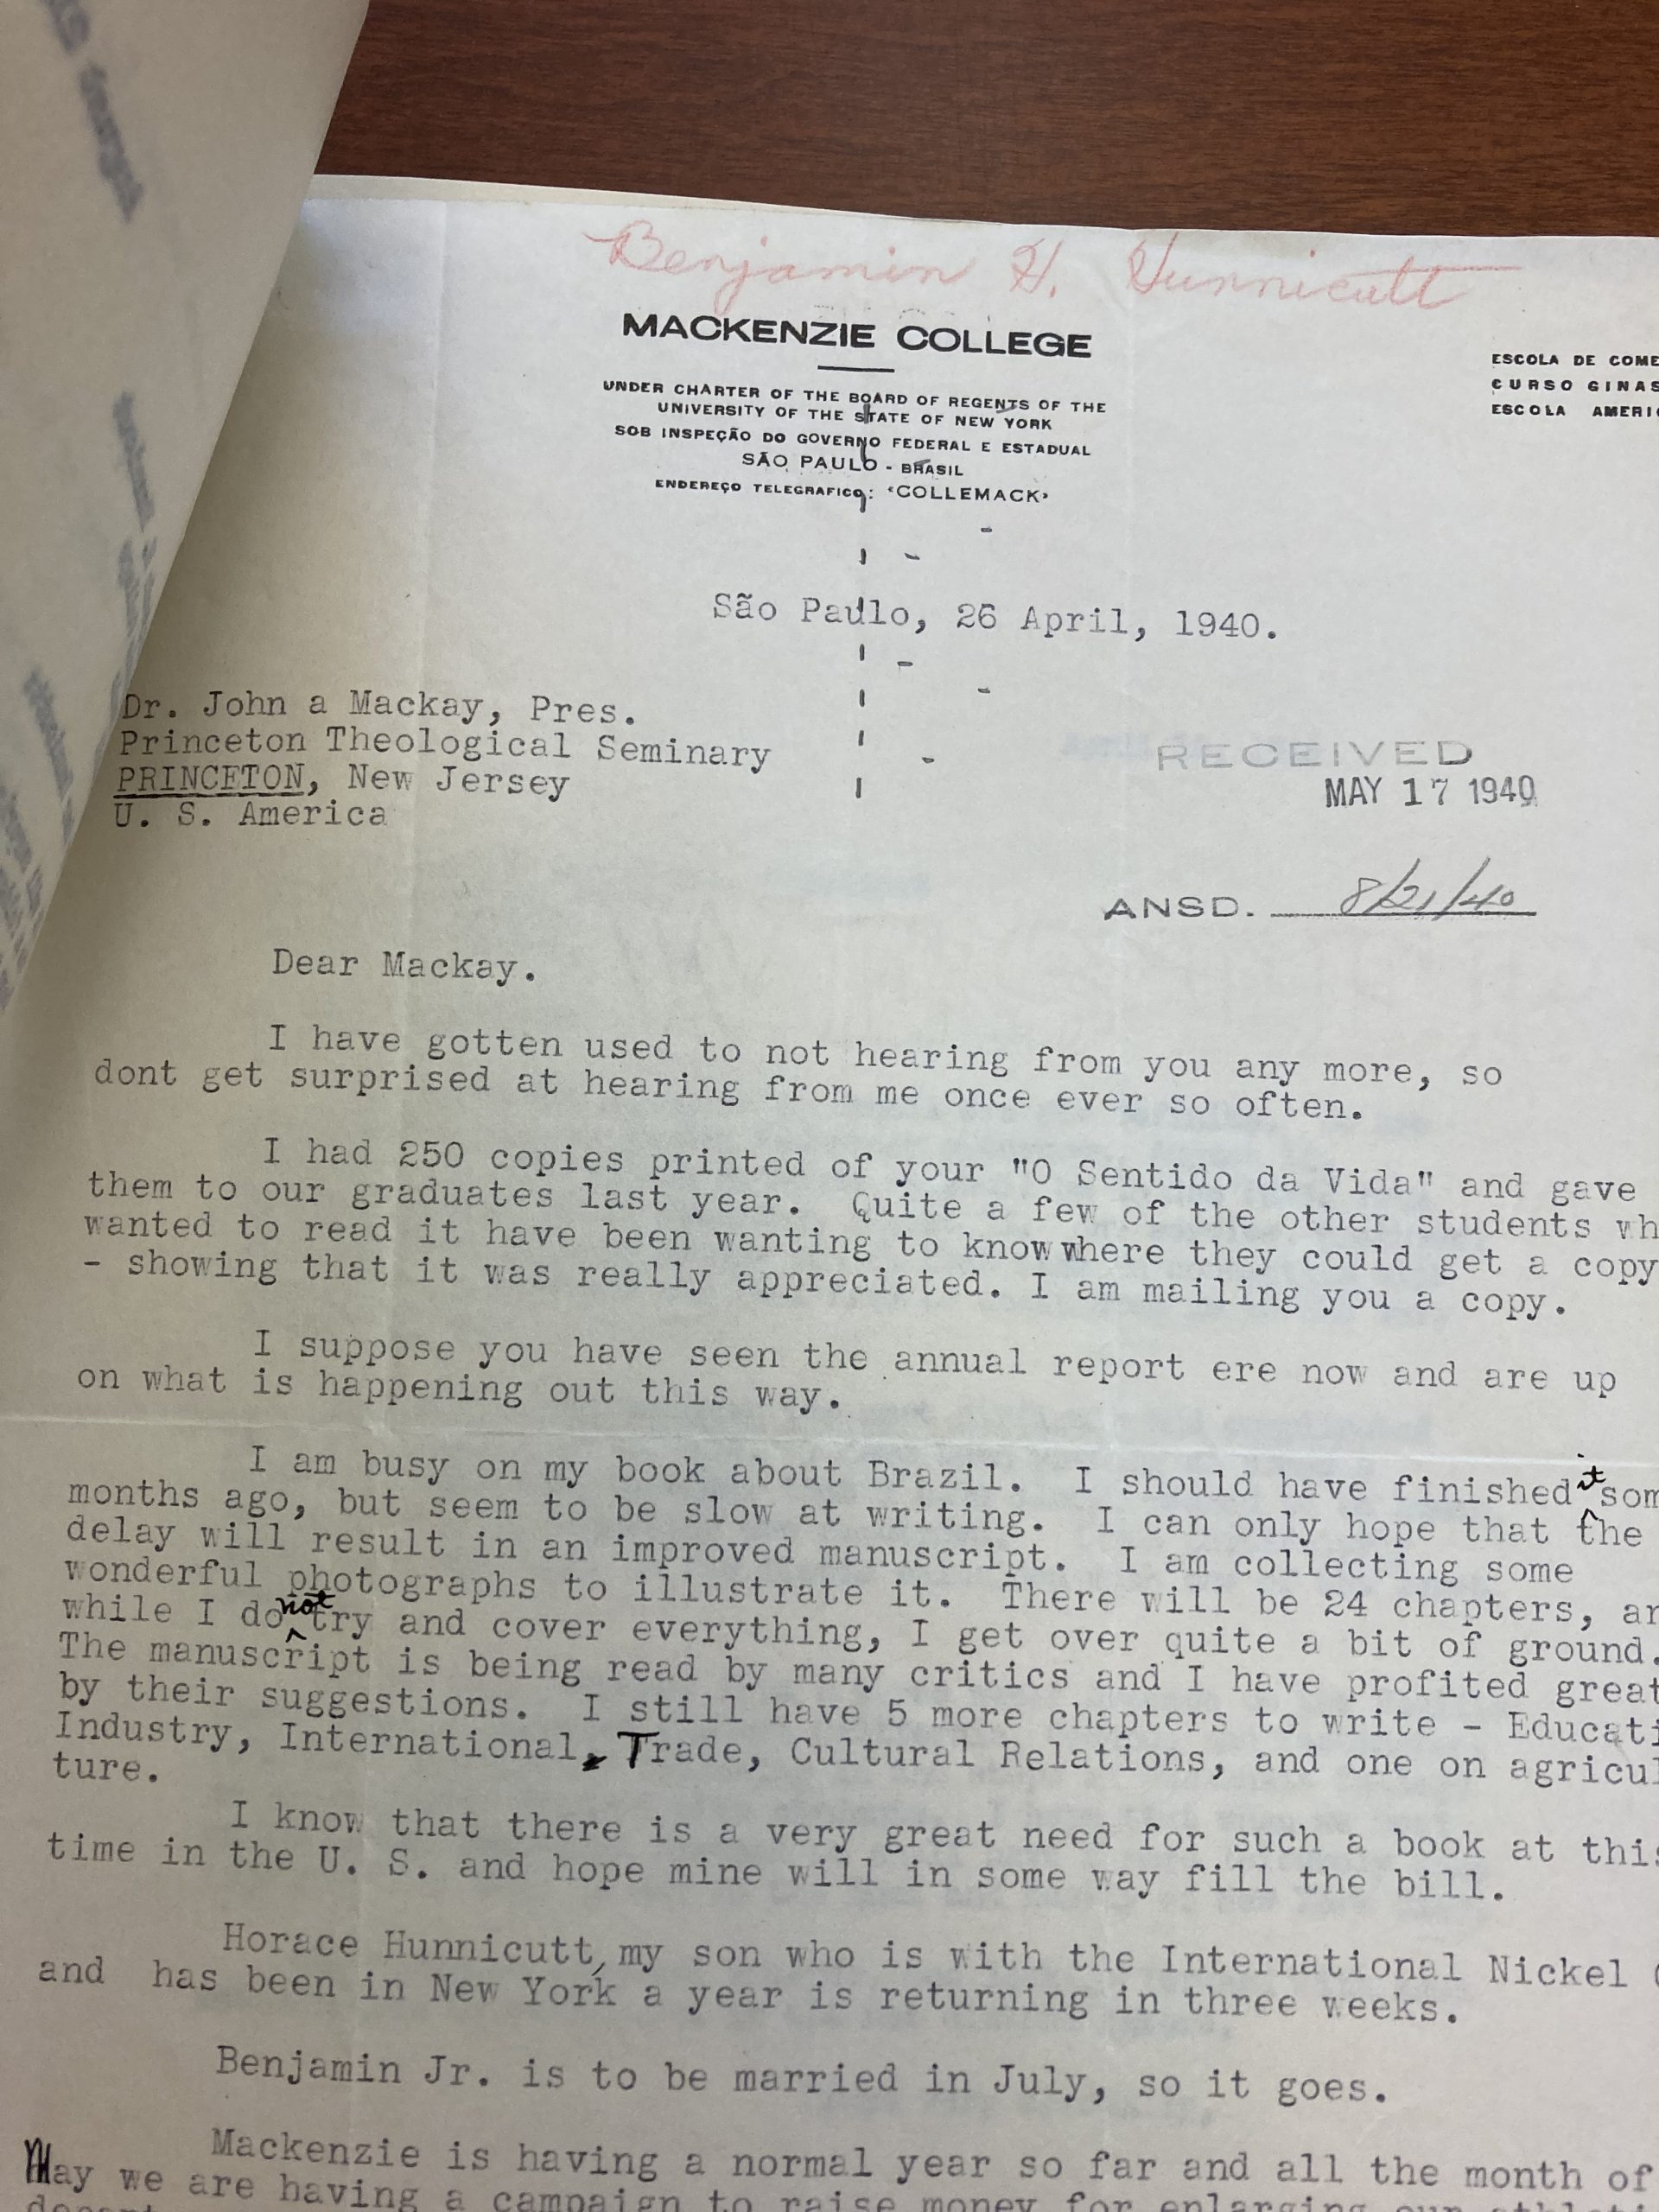 Benjamin H. Hunnicutt
MACKENZIE COLLEGE
UNDER CHARTER OF THE BOARD OF REGENTS OF THE
UNIVERSITY OF THE STATE OF NEW YORK
SOB INSPEÇÃO DO GOVERNO FEDERAL E ESTADUAL
SÃO PAULO - BRASIL
ENDEREÇO TELEGRAFICO: «COLLEMACK»
ESCOLA DE COME
CURSO GINAS
ESCOLA AMERI
São Paulo, 26 April, 1940.
Dr. John a Mackay, Pres.
Princeton Theological Seminary
PRINCETON, New Jersey
U. S. America
RECEIVED
MAY 17 1940
ANSD. 8/21/40
Dear Mackay.
I have gotten used to not hearing from you any more, so
dont get surprised at hearing from me once ever so often.
I had 250 copies printed of your "O Sentido da Vida" and gave
them to our graduates last year. Quite a few of the other students wh
wanted to read it have been wanting to know where they could get a copy
- showing that it was really appreciated. I am mailing you a copy.
I suppose you have seen the annual report ere now and are up
on what is happening out this way.
I am busy on my book about Brazil. I should have finished it som
months ago, but seem to be slow at writing. I can only hope that the
delay will result in an improved manuscript. I am collecting some
wonderful photographs to illustrate it. There will be 24 chapters, an
while I do not try and cover everything, I get over quite a bit of ground.
The manuscript is being read by many critics and I have profited great
by their suggestions. I still have 5 more chapters to write - Educati
Industry, International Trade, Cultural Relations, and one on agricul
ture.
I know that there is a very great need for such a book at this
time in the U. S. and hope mine will in some way fill the bill.
Horace Hunnicutt, my son who is with the International Nickel
and has been in New York a year is returning in three weeks.
Benjamin Jr. is to be married in July, so it goes.
Mackenzie is having a normal year so far and all the month of
May we are having a campaign to raise money for enlarging our